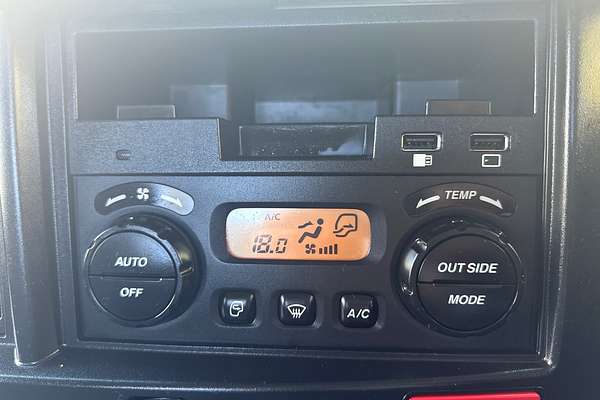 TEMP
A/C
18.0
AUTO
OFF
OUT SIDE
MODE
A/C